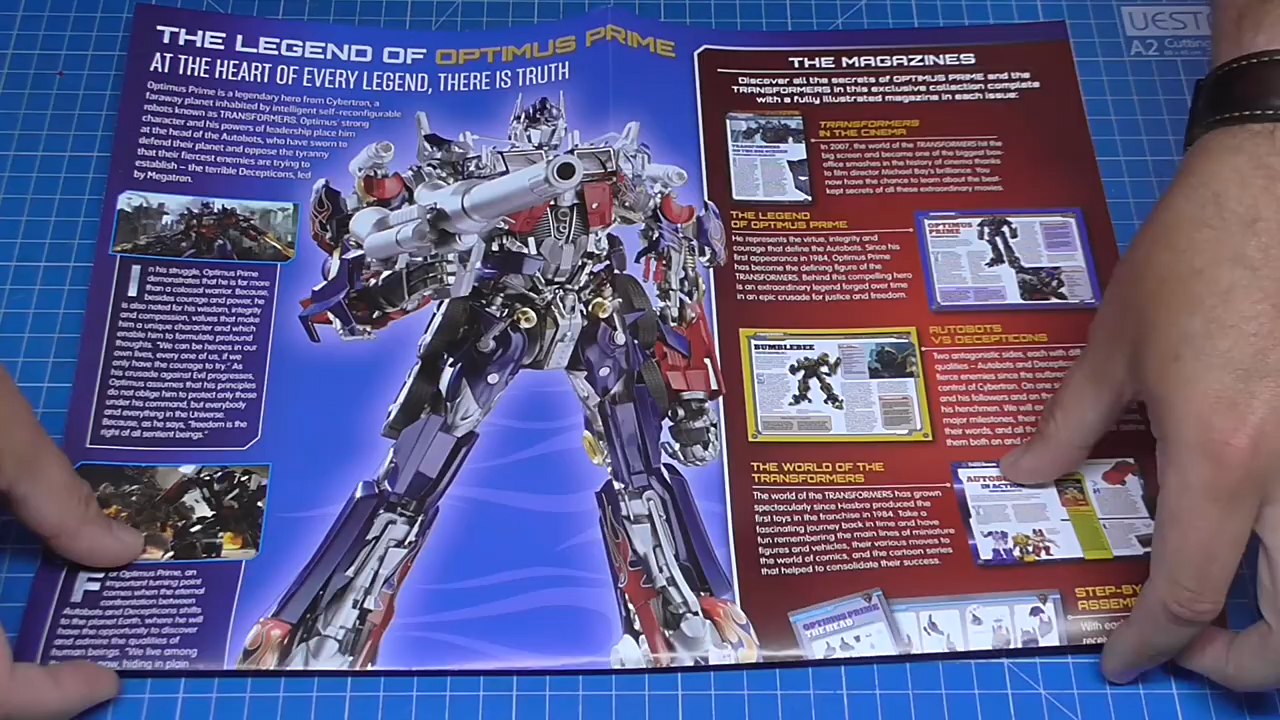 THE LEGEND OF OPTIMUS PRIME
AT THE HEART OF EVERY LEGEND, THERE IS TRUTH
Optimus Prime is a legendary hero from Cybertron, a
faraway planet inhabited by intelligent self-reconfigurable
robots known as TRANSFORMERS. Optimus' strong
character and his powers of leadership place him
at the head of the Autobots, who have sworn to
defend their planet and oppose the tyranny
that their fiercest enemies are trying to
establish – the terrible Decepticons, led
by Megatron.
In his struggle, Optimus Prime
demonstrates that he is far more
than a colossal warrior. Because,
besides courage and power, he
is also noted for his wisdom, integrity
and compassion, values that make
him a unique character and which
enable him to formulate profound
thoughts. "We can be heroes in our
own lives, every one of us, if we
only have the courage to try." As
his crusade against Evil progresses,
Optimus assumes that his principles
do not oblige him to protect only those
under his command, but everybody
and everything in the Universe.
Because, as he says, "freedom is the
right of all sentient beings."
For Optimus Prime, an
important turning point
comes when the eternal
confrontation between
Autobots and Decepticons shifts
to the planet Earth, where he will
have the opportunity to discover
and admire the qualities of
human beings. "We live among
now, hiding in plain
THE MAGAZINES
Discover all the secrets of OPTIMUS PRIME and the
TRANSFORMERS in this exclusive collection complete
with a fully illustrated magazine in each issue:
TRANSFORMERS
IN THE CINEMA
In 2007, the world of the TRANSFORMERS hit the
big screen and became one of the biggest box-
office smashes in the history of cinema thanks
to film director Michael Bay's brilliance. You
now have the chance to learn about the best-
kept secrets of all these extraordinary movies.
THE LEGEND
OF OPTIMUS PRIME
He represents the virtue, integrity and
courage that define the Autobots. Since his
first appearance in 1984, Optimus Prime
has become the defining figure of the
TRANSFORMERS. Behind this compelling hero
is an extraordinary legend forged over time
in an epic crusade for justice and freedom.
OPTIMUS
PRIME
BUMBLEBEE
AUTOBOTS
VS DECEPTICONS
Two antagonistic sides, each with diff
qualities – Autobots and Decep
fierce enemies since the outbre
control of Cybertron. On one s
and his followers and on th
his henchmen. We will ex
major milestones, their
their words, and all th
them both on and
THE WORLD OF THE
TRANSFORMERS
The world of the TRANSFORMERS has grown
spectacularly since Hasbro produced the
first toys in the franchise in 1984. Take a
fascinating journey back in time and have
fun remembering the main lines of miniature
figures and vehicles, their various moves to
the world of comics, and the cartoon series
that helped to consolidate their success.
AUTOBO
IN ACTION
OPTIMUS PRIME
THE HEAD
STEP-BY
ASSEM
With eac
recei
A2 Cutting